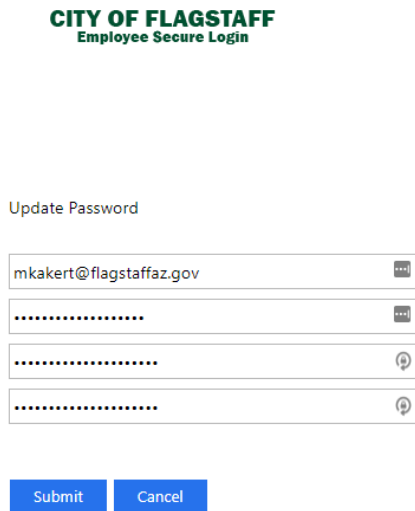 CITY OF FLAGSTAFF
Employee Secure Login
Update Password
mkakert@flagstaffaz.gov
•••••••••••••••••••
•••••••••••••••••••••
•••••••••••••••••••••
Submit Cancel